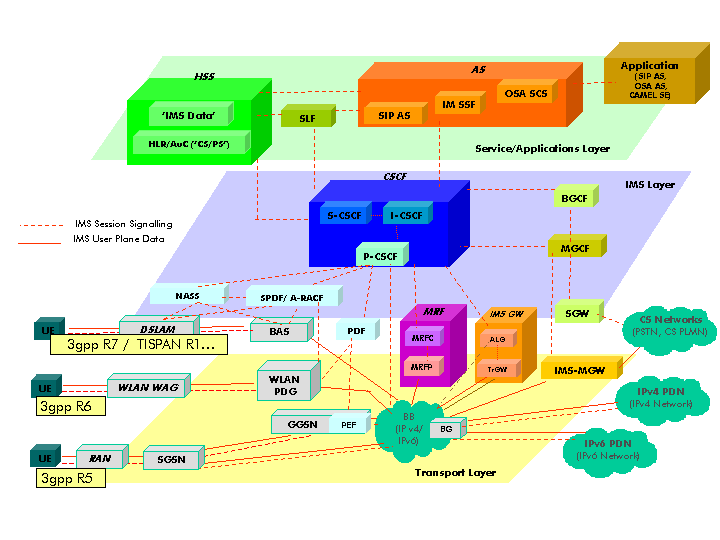 HSS
AS
Application
(SIP AS,
OSA AS,
CAMEL SE)
'IMS Data'
HLR/AuC ('CS/PS')
SLF
SIP AS
IM SSF
OSA SCS
Service/Applications Layer
CSCF
IMS Layer
S-CSCF
I-CSCF
P-CSCF
BGCF
MGCF
SGW
IMS Session Signalling
IMS User Plane Data
NASS
SPDF/ A-RACF
UE
DSLAM
BAS
PDF
MRF
MRFC
MRFP
IMS GW
ALG
TrGW
CS Networks
(PSTN, CS PLMN)
3gpp R7 / TISPAN R1...
IMS-MGW
UE
WLAN WAG
WLAN
PDG
3gpp R6
GGSN
PEF
BB
(IP v4/
IPv6)
BG
IPv4 PDN
(IPv4 Network)
IPv6 PDN
(IPv6 Network)
UE
RAN
SGSN
3gpp R5
Transport Layer